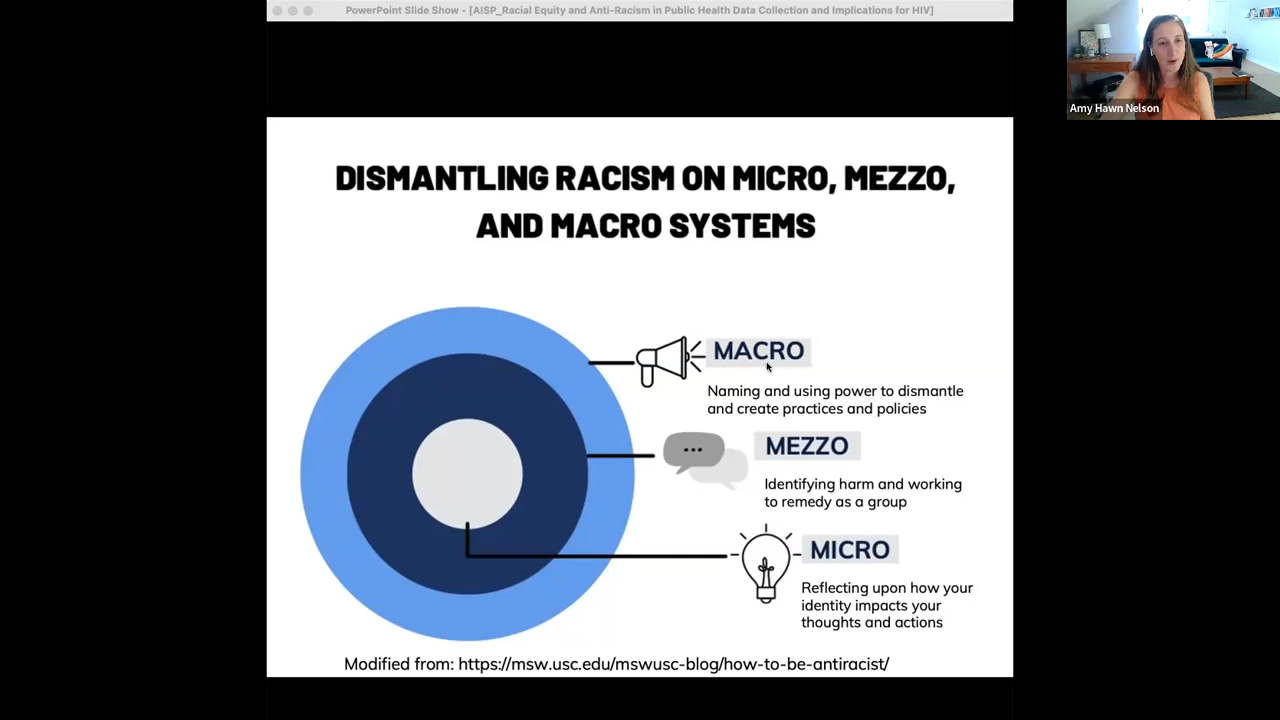 PowerPoint Slide Show - [AISP_Racial Equity and Anti-Racism in Public Health Data Collection and Implications for HIV]
Amy Hawn Nelson
DISMANTLING RACISM ON MICRO, MEZZO,
AND MACRO SYSTEMS
MACRO
Naming and using power to dismantle
and create practices and policies
MEZZO
Identifying harm and working
to remedy as a group
MICRO
Reflecting upon how your
identity impacts your
thoughts and actions
Modified from: https://msw.usc.edu/mswusc-blog/how-to-be-antiracist/